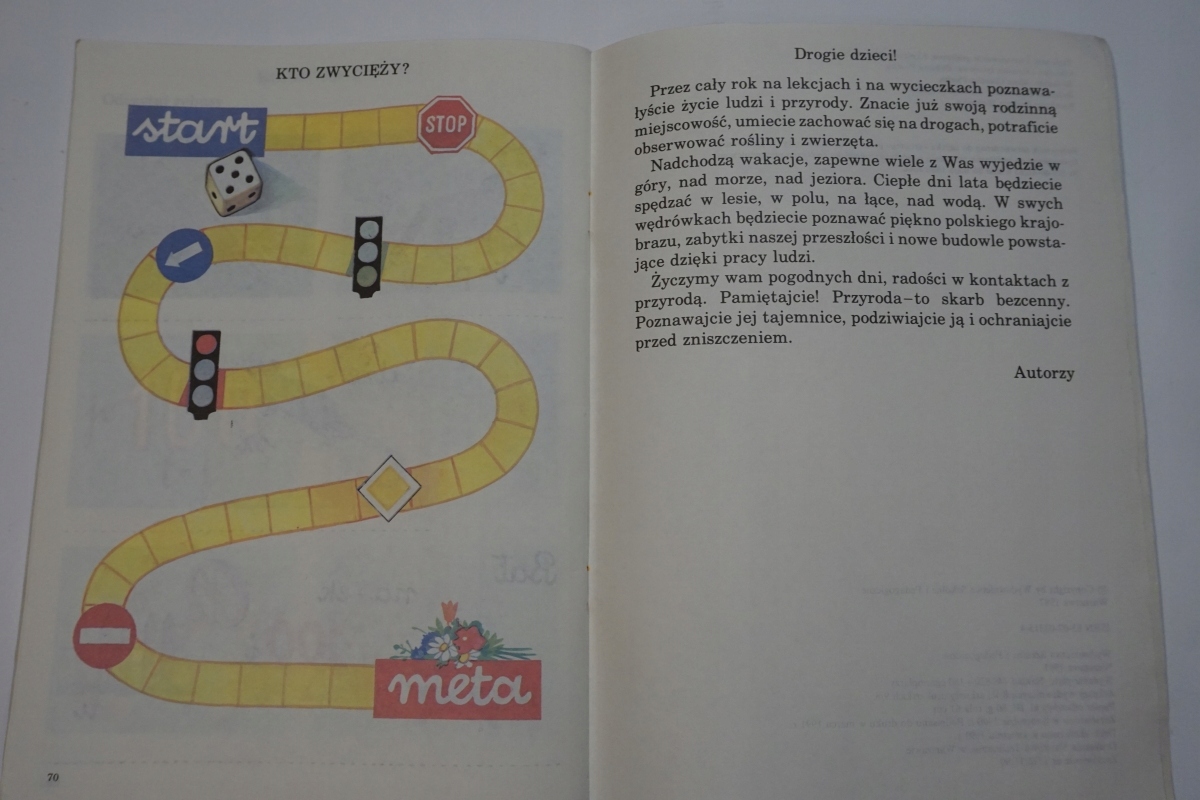 KTO ZWYCIĘŻY?
start
STOP
meta
70
Drogie dzieci!
Przez cały rok na lekcjach i na wycieczkach poznawa-
łyście życie ludzi i przyrody. Znacie już swoją rodzinną
miejscowość, umiecie zachować się na drogach, potraficie
obserwować rośliny i zwierzęta.
Nadchodzą wakacje, zapewne wiele z Was wyjedzie w
góry, nad morze, nad jeziora. Ciepłe dni lata będziecie
spędzać w lesie, w polu, na łące, nad wodą. W swych
wędrówkach będziecie poznawać piękno polskiego krajo-
brazu, zabytki naszej przeszłości i nowe budowle powsta-
jące dzięki pracy ludzi.
Życzymy wam pogodnych dni, radości w kontaktach z
przyrodą. Pamiętajcie! Przyroda–to skarb bezcenny.
Poznawajcie jej tajemnice, podziwiajcie ją i ochraniajcie
przed zniszczeniem.
Autorzy